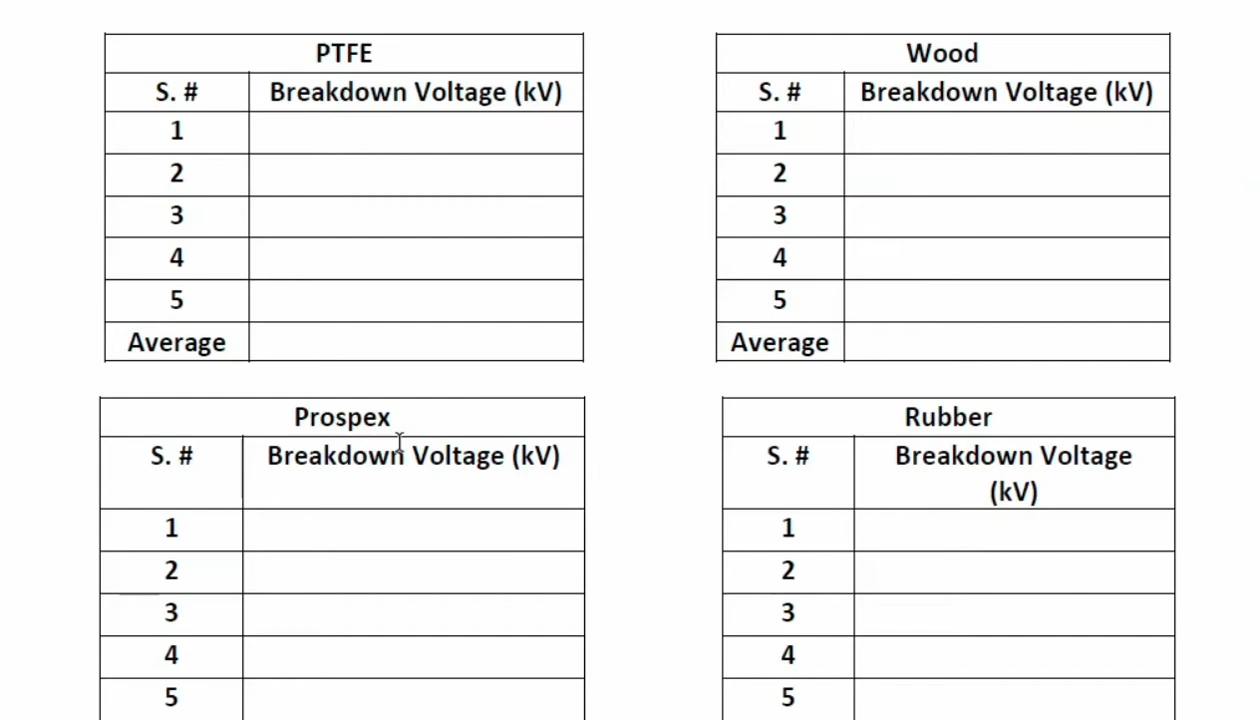 PTFE
S. # Breakdown Voltage (kV)
1
2
3
4
5
Average
Wood
S. # Breakdown Voltage (kV)
1
2
3
4
5
Average
Prospex
S. # Breakdown Voltage (kV)
1
2
3
4
5
Rubber
S. # Breakdown Voltage
(kV)
1
2
3
4
5